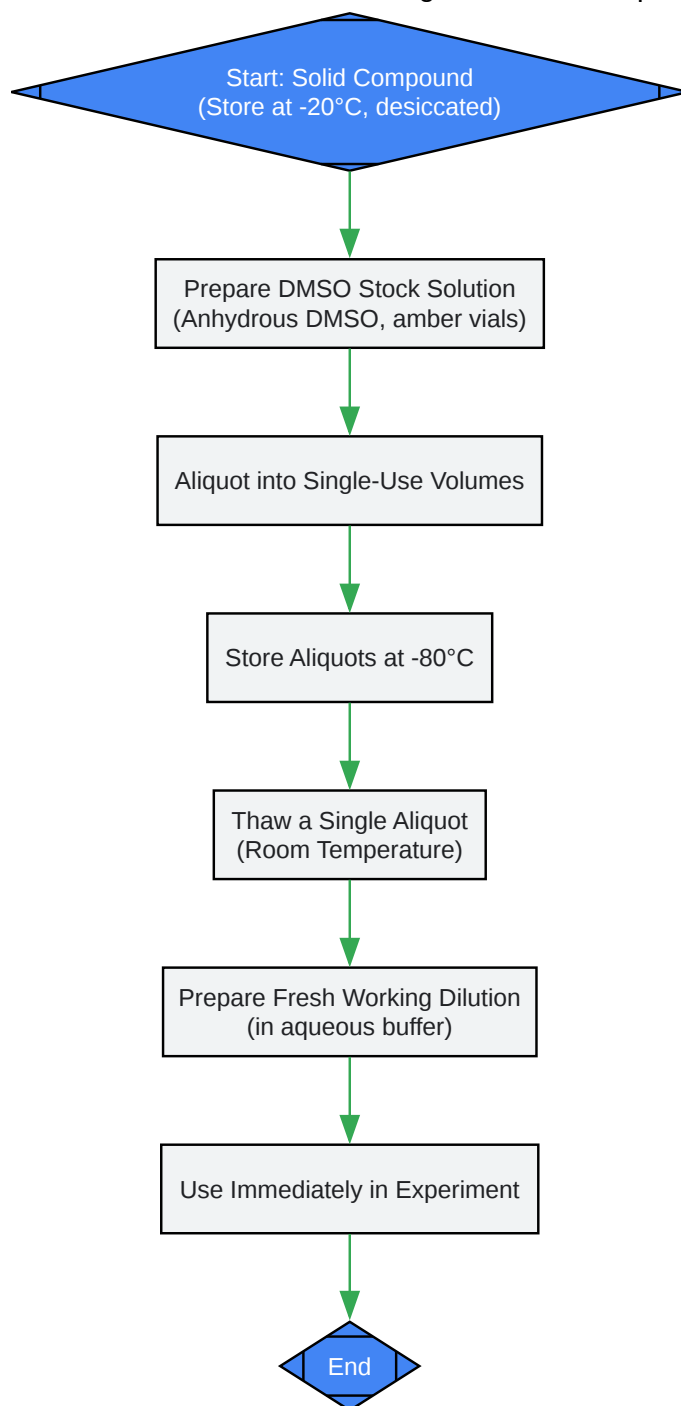 Start: Solid Compound
(Store at -20°C, desiccated)
Prepare DMSO Stock Solution
(Anhydrous DMSO, amber vials)
Aliquot into Single-Use Volumes
Store Aliquots at -80°C
Thaw a Single Aliquot
(Room Temperature)
Prepare Fresh Working Dilution
(in aqueous buffer)
Use Immediately in Experiment
End